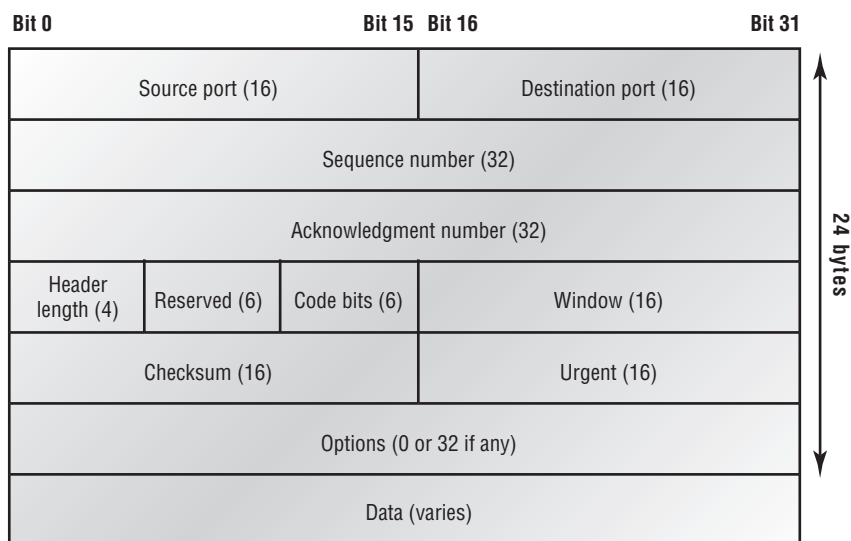 Bit 0 Bit 15 Bit 16 Bit 31
Source port (16) Destination port (16)
Sequence number (32)
Acknowledgment number (32)
Header length (4) Reserved (6) Code bits (6) Window (16)
Checksum (16) Urgent (16)
Options (0 or 32 if any)
Data (varies)
24 bytes